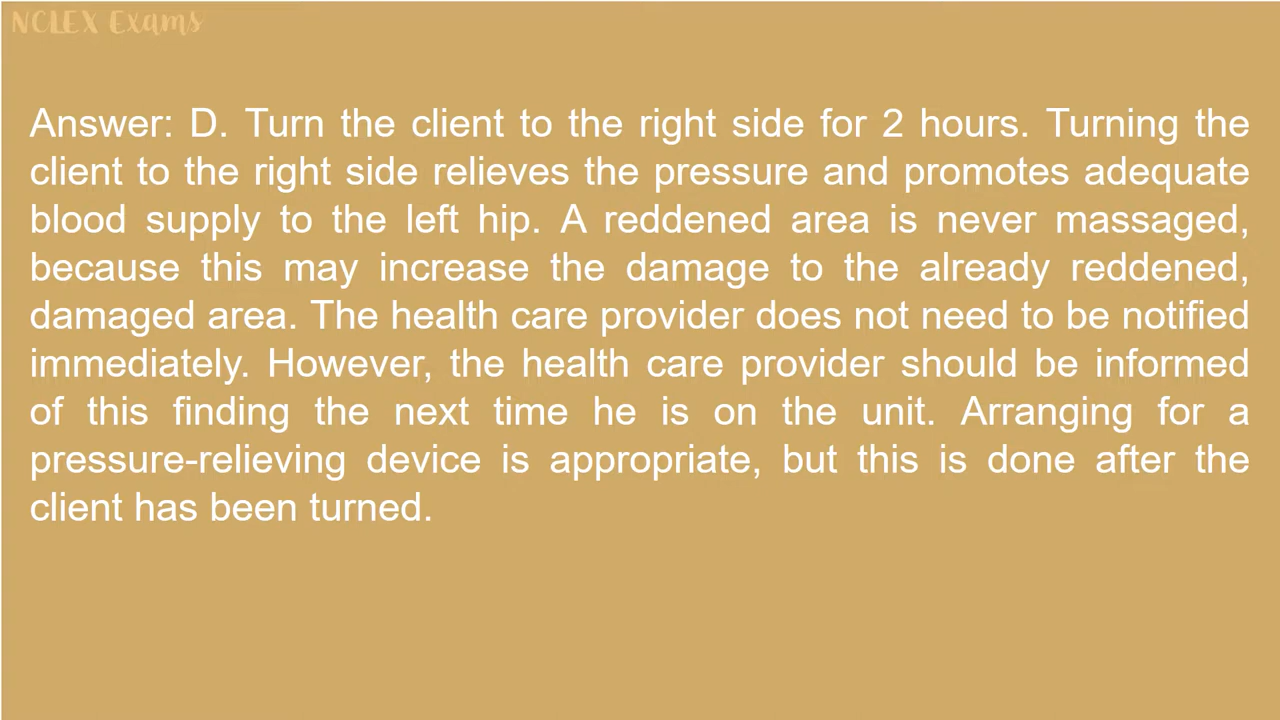 NCLEX Exams
Answer: D. Turn the client to the right side for 2 hours. Turning the
client to the right side relieves the pressure and promotes adequate
blood supply to the left hip. A reddened area is never massaged,
because this may increase the damage to the already reddened,
damaged area. The health care provider does not need to be notified
immediately. However, the health care provider should be informed
of this finding the next time he is on the unit. Arranging for a
pressure-relieving device is appropriate, but this is done after the
client has been turned.